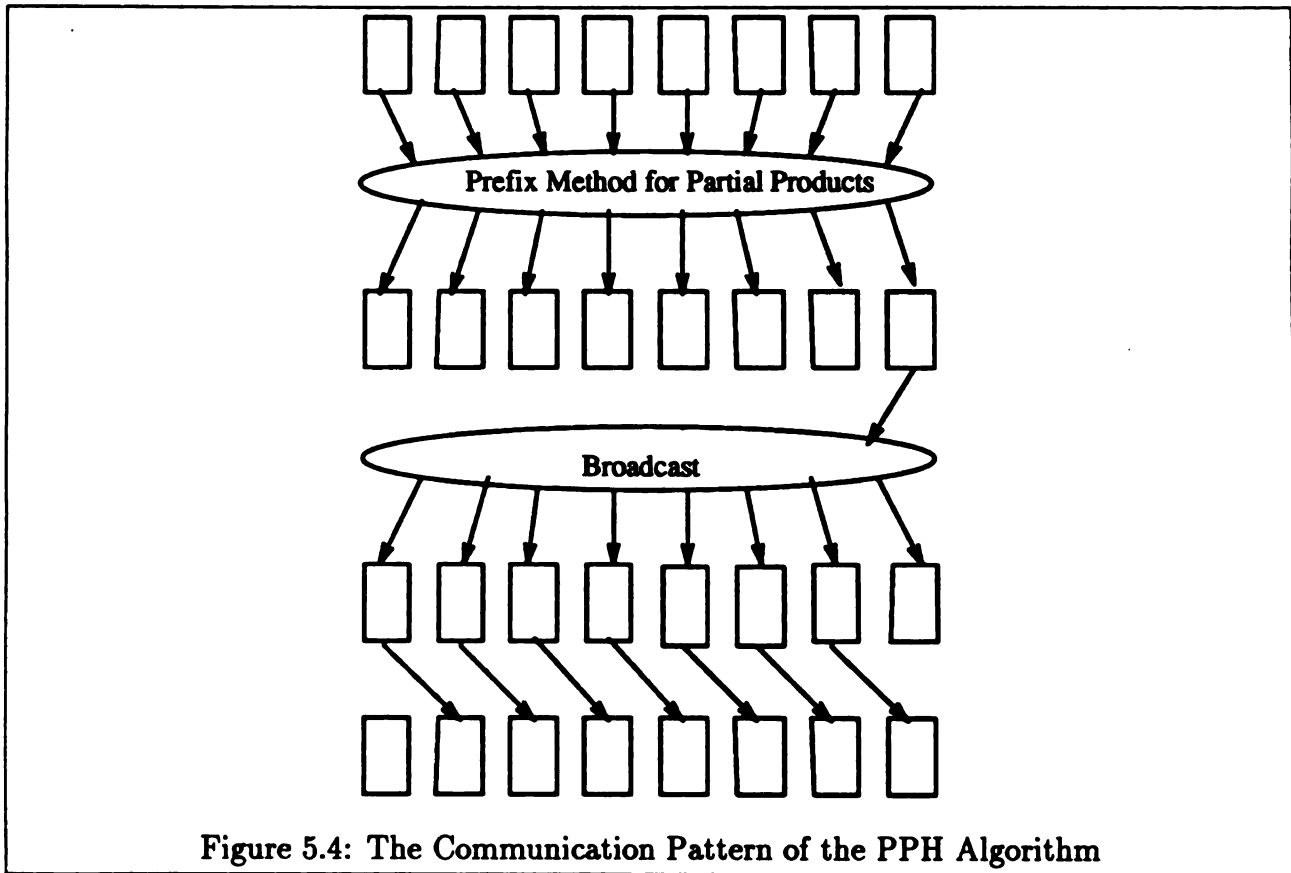 Prefix Method for Partial Products
Broadcast
Figure 5.4: The Communication Pattern of the PPH Algorithm